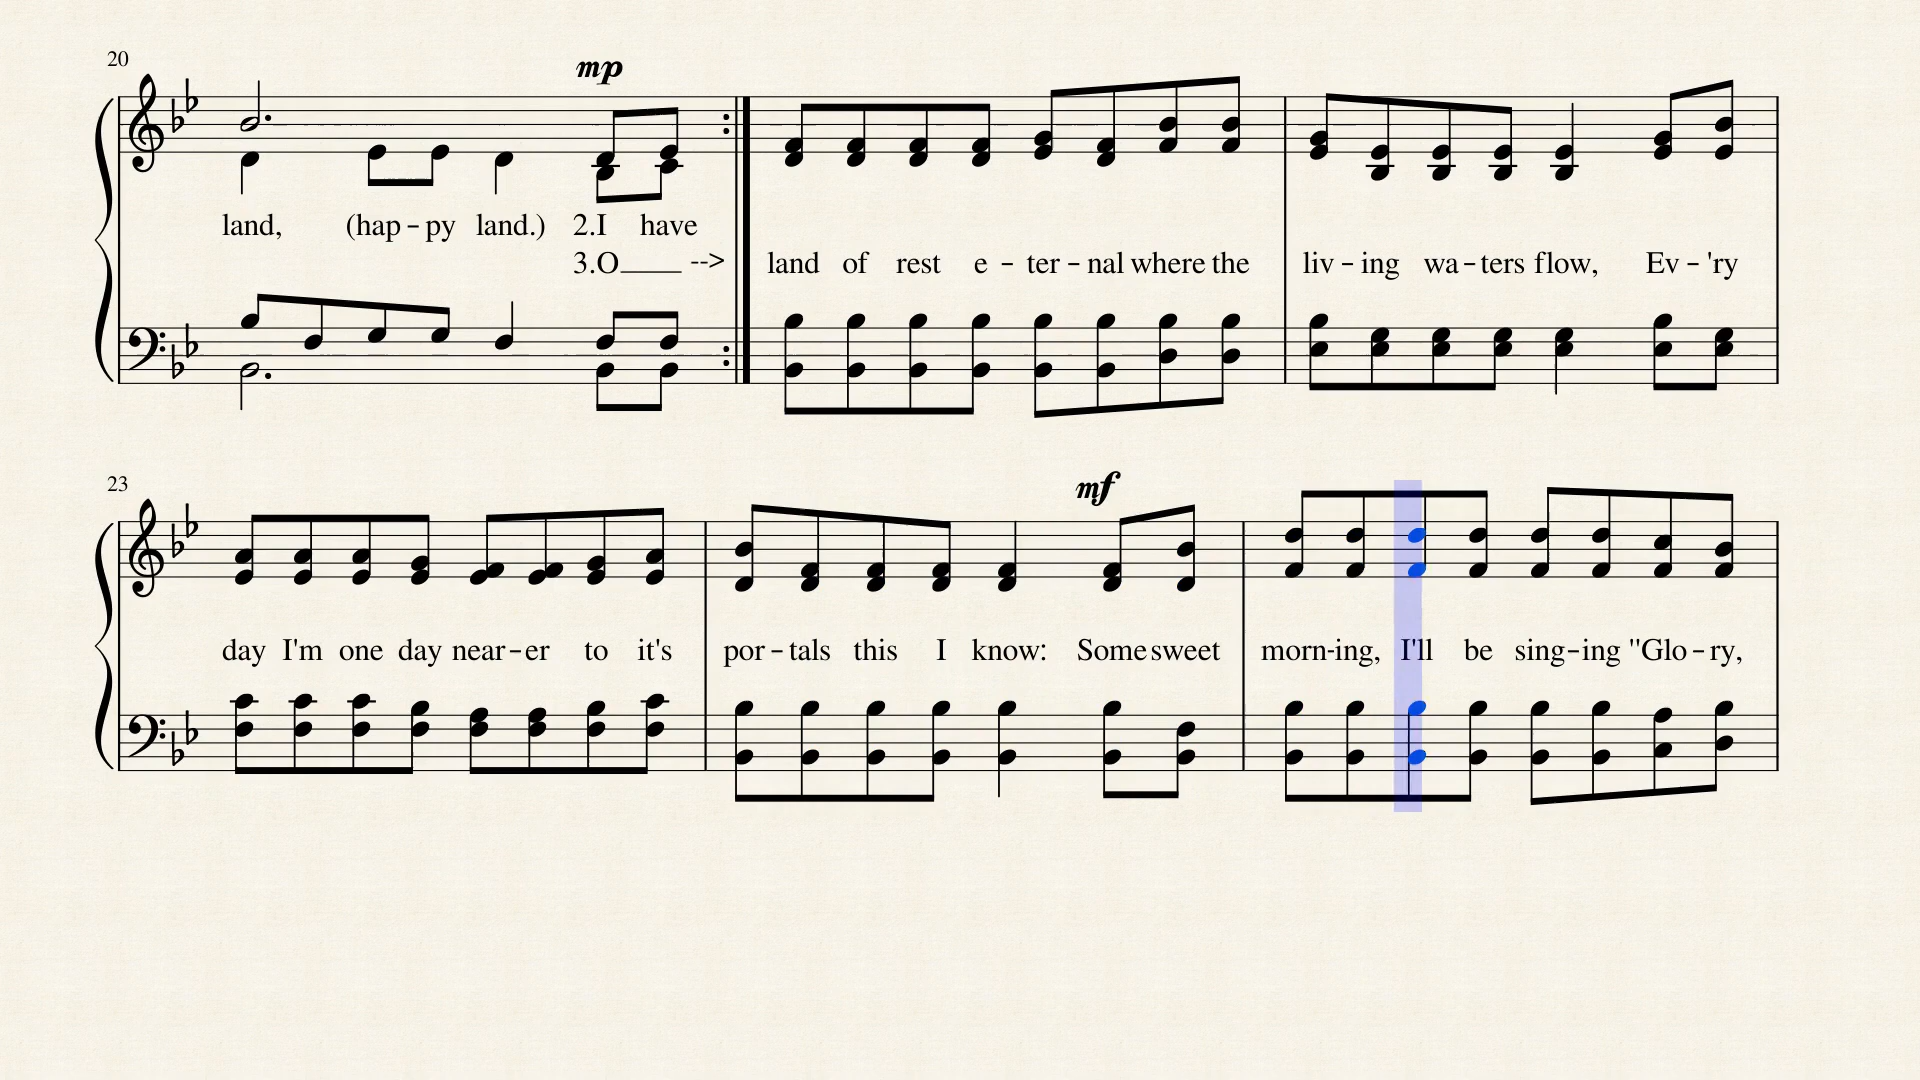 20
mp
land, (hap-py land.) 2.I have
3.O____ --> land of rest e-ter-nal where the liv-ing wa-ters flow, Ev-'ry
23
mf
day I'm one day near-er to it's por-tals this I know: Some sweet morn-ing, I'll be sing-ing "Glo-ry,